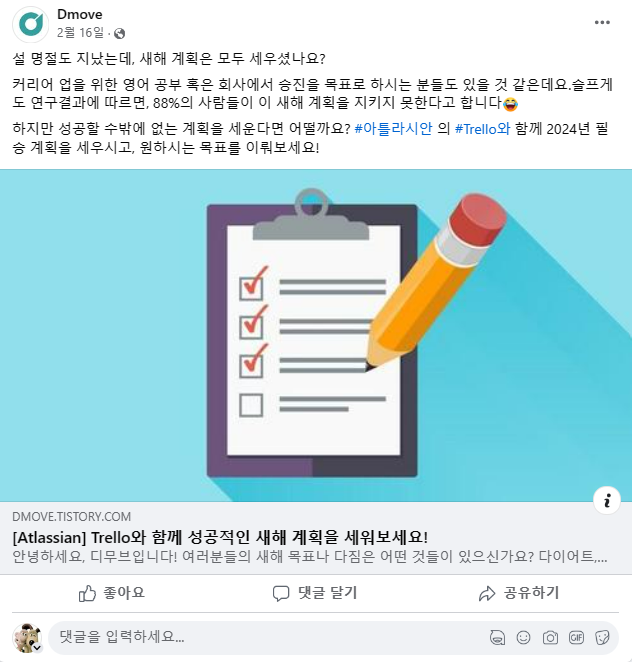 Dmove
2월 16일 ·
설 명절도 지났는데, 새해 계획은 모두 세우셨나요?
커리어 업을 위한 영어 공부 혹은 회사에서 승진을 목표로 하시는 분들도 있을 것 같은데요.슬프게
도 연구결과에 따르면, 88%의 사람들이 이 새해 계획을 지키지 못한다고 합니다😂
하지만 성공할 수밖에 없는 계획을 세운다면 어떨까요? #아틀라시안 의 #Trello와 함께 2024년 필
승 계획을 세우시고, 원하시는 목표를 이뤄보세요!
DMOVE.TISTORY.COM
[Atlassian] Trello와 함께 성공적인 새해 계획을 세워보세요!
안녕하세요, 디무브입니다! 여러분들의 새해 목표나 다짐은 어떤 것들이 있으신가요? 다이어트,...
좋아요
댓글 달기
공유하기
댓글을 입력하세요...
GIF